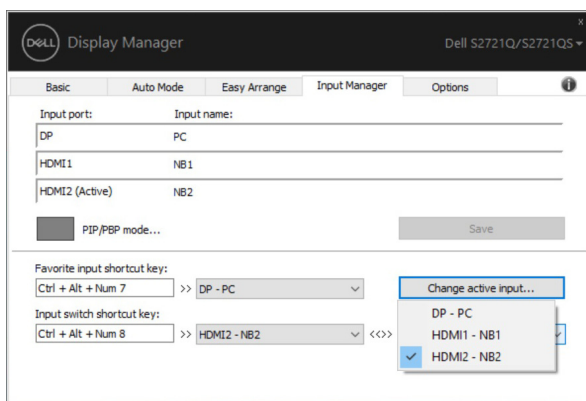 x
DELL Display Manager Dell S2721Q/S2721QS
Basic Auto Mode Easy Arrange Input Manager Options i
Input port: Input name:
DP PC
HDMI1 NB1
HDMI2 (Active) NB2
PIP/PBP mode... Save
Favorite input shortcut key:
Ctrl + Alt + Num 7 >> DP - PC Change active input...
Input switch shortcut key:
Ctrl + Alt + Num 8 >> HDMI2 - NB2 <<>>
DP - PC
HDMI1 - NB1
HDMI2 - NB2